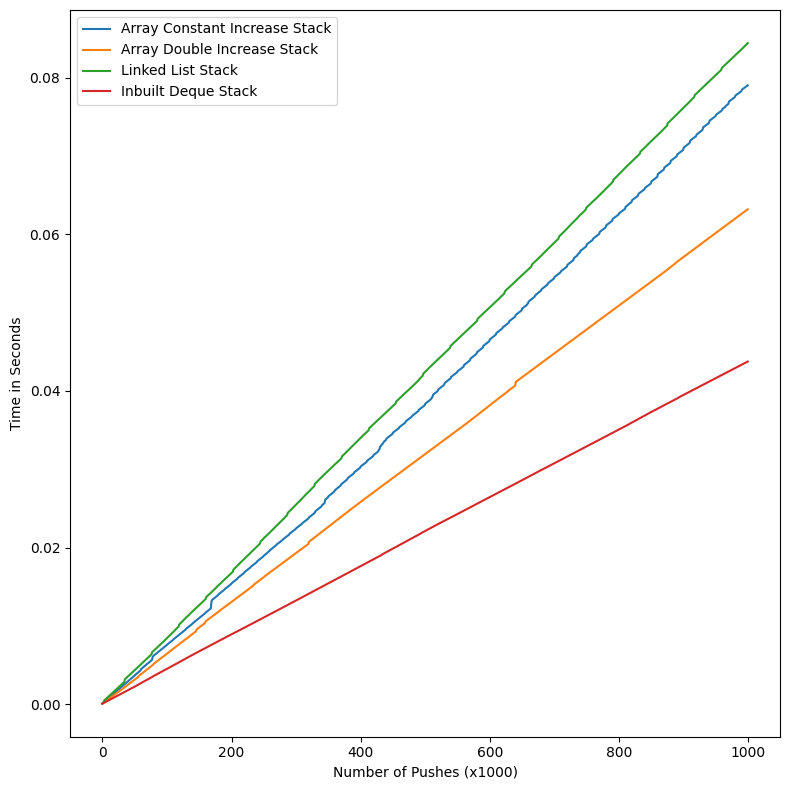 Array Constant Increase Stack
Array Double Increase Stack
Linked List Stack
Inbuilt Deque Stack
0.08
0.06
0.04
0.02
0.00
Time in Seconds
0 200 400 600 800 1000
Number of Pushes (x1000)